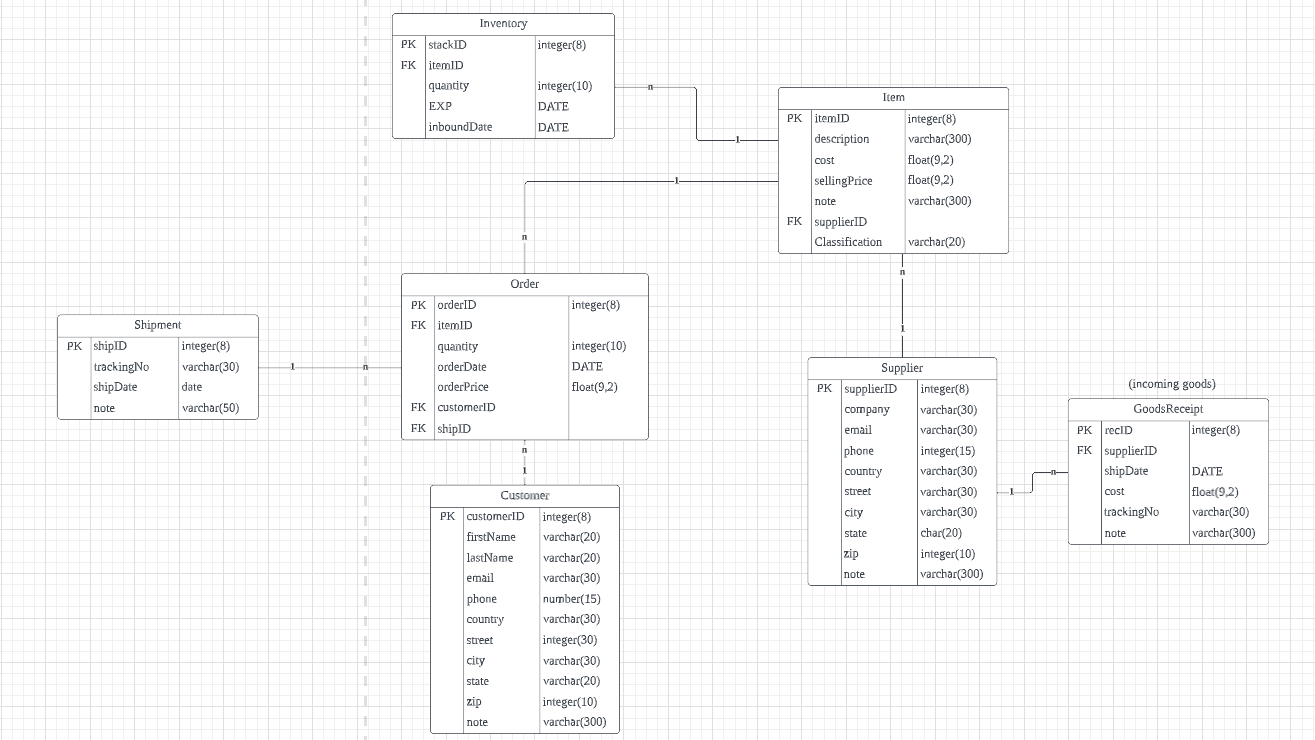 Inventory
PK stackID integer(8)
FK itemID
quantity integer(10)
EXP DATE
inboundDate DATE
n
1
Item
PK itemID integer(8)
description varchar(300)
cost float(9,2)
sellingPrice float(9,2)
note varchar(300)
FK supplierID
Classification varchar(20)
1
n
n
1
Order
PK orderID integer(8)
FK itemID
quantity integer(10)
orderDate DATE
orderPrice float(9,2)
FK customerID
FK shipID
Shipment
PK shipID integer(8)
trackingNo varchar(30)
shipDate date
note varchar(50)
1
n
n
1
Customer
PK customerID integer(8)
firstName varchar(20)
lastName varchar(20)
email varchar(30)
phone number(15)
country varchar(30)
street integer(30)
city varchar(30)
state varchar(20)
zip integer(10)
note varchar(300)
Supplier
PK supplierID integer(8)
company varchar(30)
email varchar(30)
phone integer(15)
country varchar(30)
street varchar(30)
city varchar(30)
state char(20)
zip integer(10)
note varchar(300)
1
n
(incoming goods)
GoodsReceipt
PK recID integer(8)
FK supplierID
shipDate DATE
cost float(9,2)
trackingNo varchar(30)
note varchar(300)